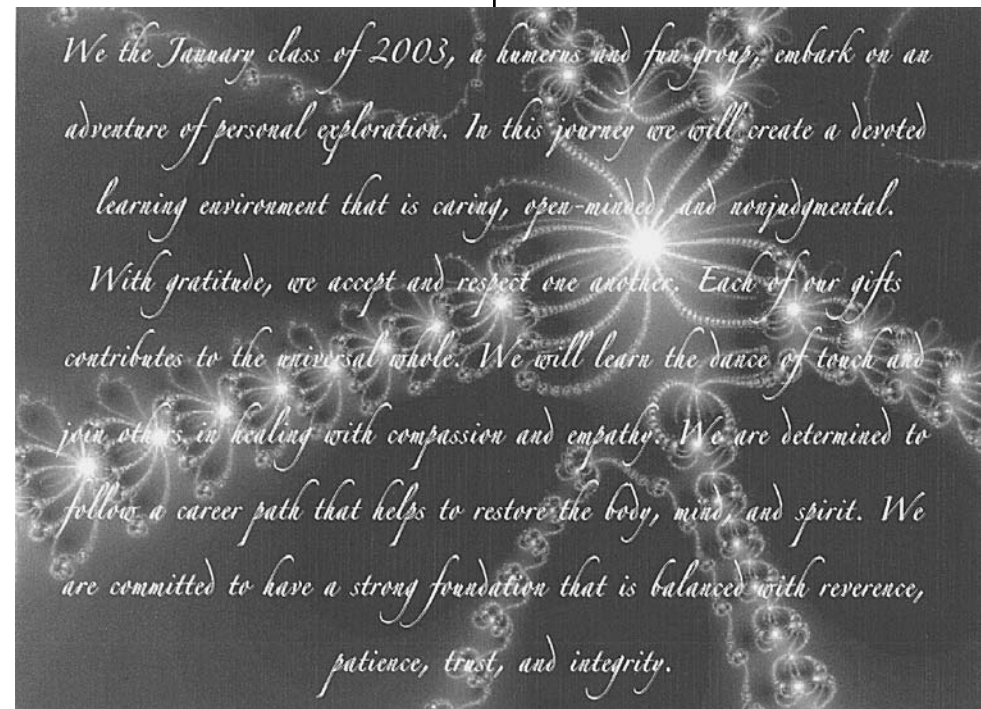 We the January class of 2003, a humerus and fun group, embark on an
adventure of personal exploration. In this journey we will create a devoted
learning environment that is caring, open-minded, and nonjudgmental.
With gratitude, we accept and respect one another. Each of our gifts
contributes to the universal whole. We will learn the dance of touch and
join others in healing with compassion and empathy. We are determined to
follow a career path that helps to restore the body, mind, and spirit. We
are committed to have a strong foundation that is balanced with reverence,
patience, trust, and integrity.